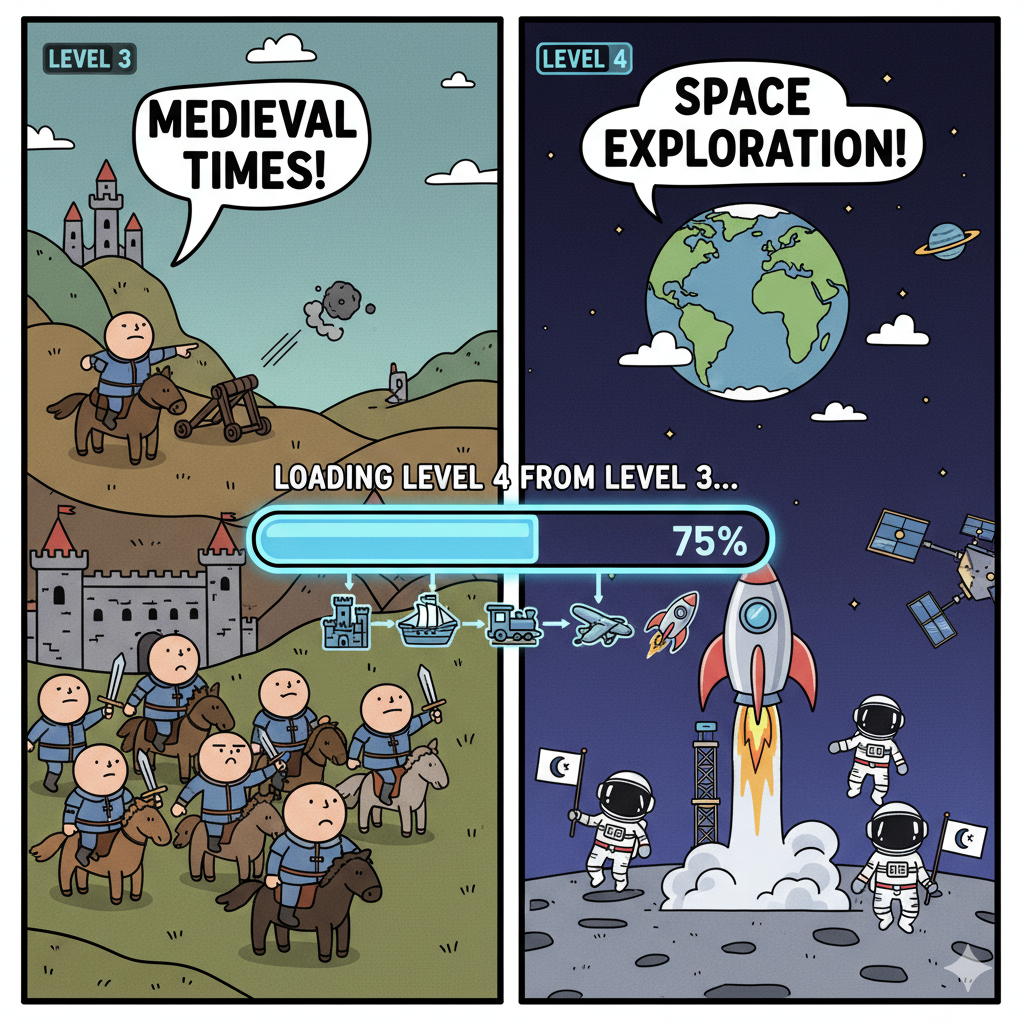 LEVEL 3
MEDIEVAL
TIMES!
LEVEL 4
SPACE
EXPLORATION!
LOADING LEVEL 4 FROM LEVEL 3...
75%